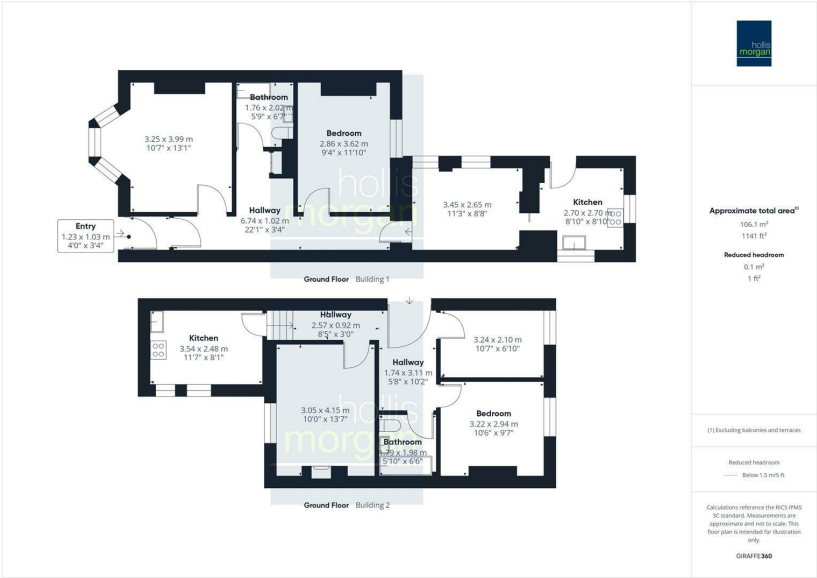 hollis
morgan
Bathroom
1.76 x 2.02 m
5'9" x 6'7"
3.25 x 3.99 m
10'7" x 13'1"
Bedroom
2.86 x 3.62 m
9'4" x 11'10"
hollis
morgan
Entry
1.23 x 1.03 m
4'0" x 3'4"
Hallway
6.74 x 1.02 m
22'1" x 3'4"
3.45 x 2.65 m
11'3" x 8'8"
Kitchen
2.70 x 2.70 m
8'10" x 8'10"
Ground Floor Building 1
Approximate total area(1)
106.1 m²
1141 ft²
Reduced headroom
0.1 m²
1 ft²
Hallway
2.57 x 0.92 m
8'5" x 3'0"
Kitchen
3.54 x 2.48 m
11'7" x 8'1"
3.24 x 2.10 m
10'7" x 6'10"
Hallway
1.74 x 3.11 m
5'8" x 10'2"
3.05 x 4.15 m
10'0" x 13'7"
hollis
morgan
Bedroom
3.22 x 2.94 m
10'6" x 9'7"
Bathroom
1.79 x 1.98 m
5'10" x 6'6"
Ground Floor Building 2
(1) Excluding balconies and terraces
Reduced headroom
Below 1.5 m/5 ft
Calculations reference the RICS IPMS
3C standard. Measurements are
approximate and not to scale. This
floor plan is intended for illustration
only.
GIRAFFE360